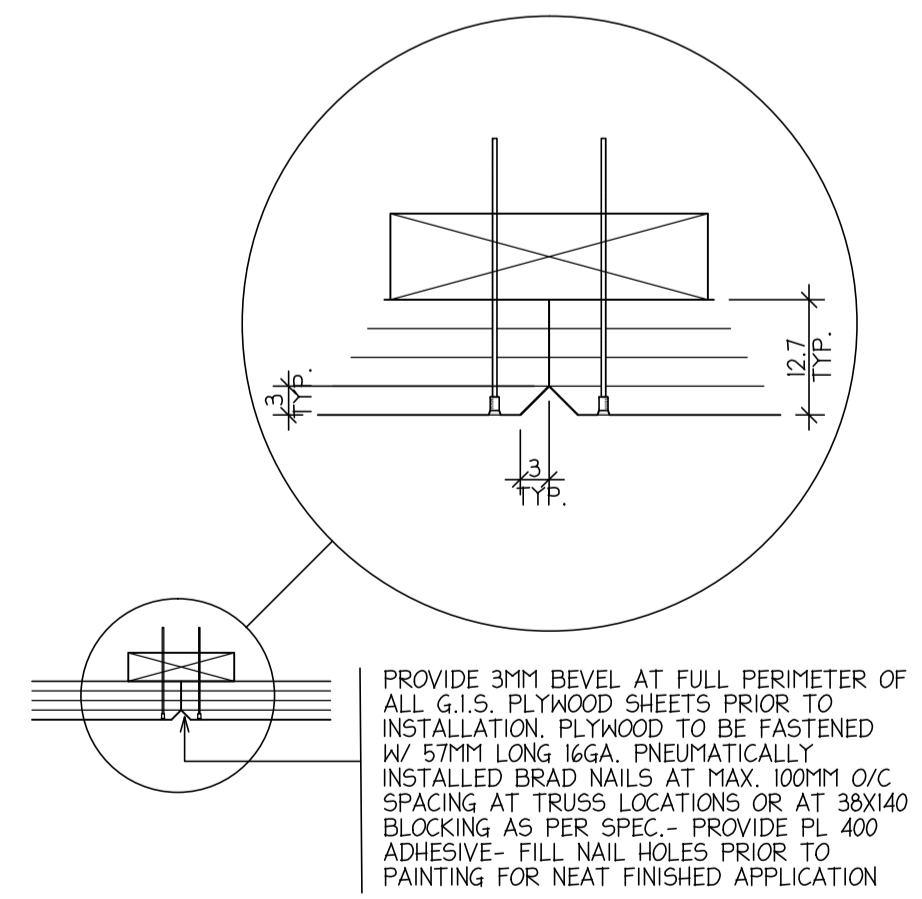 12.7
TYP.
3
TYP.
3
TYP.
PROVIDE 3MM BEVEL AT FULL PERIMETER OF
ALL G.I.S. PLYWOOD SHEETS PRIOR TO
INSTALLATION. PLYWOOD TO BE FASTENED
W/ 57MM LONG 16GA. PNEUMATICALLY
INSTALLED BRAD NAILS AT MAX. 100MM O/C
SPACING AT TRUSS LOCATIONS OR AT 38X140
BLOCKING AS PER SPEC.- PROVIDE PL 400
ADHESIVE- FILL NAIL HOLES PRIOR TO
PAINTING FOR NEAT FINISHED APPLICATION